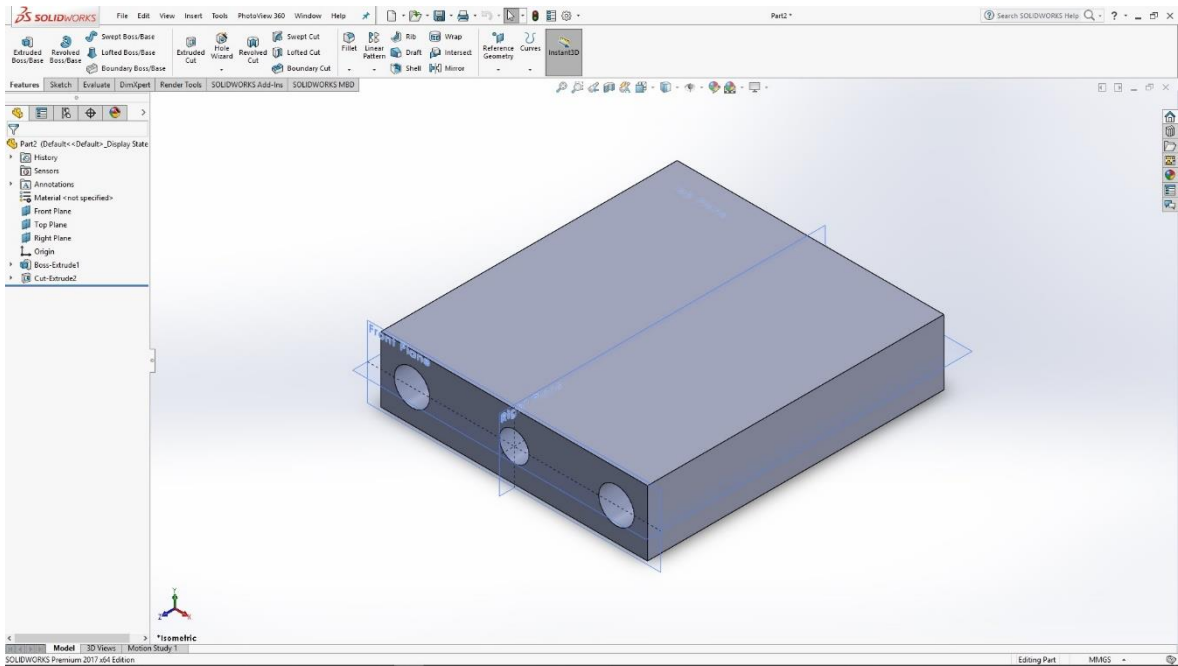 SOLIDWORKS File Edit View Insert Tools PhotoView 360 Window Help Part2 * Search SOLIDWORKS Help
Extruded Boss/Base
Revolved Boss/Base
Swept Boss/Base
Lofted Boss/Base
Boundary Boss/Base
Extruded Cut
Hole Wizard
Revolved Cut
Swept Cut
Lofted Cut
Boundary Cut
Fillet
Linear Pattern
Rib
Draft
Shell
Wrap
Intersect
Mirror
Reference Geometry
Curves
Instant3D
Features Sketch Evaluate DimXpert Render Tools SOLIDWORKS Add-Ins SOLIDWORKS MBD
Part2 (Default<<Default>_Display State
History
Sensors
Annotations
Material <not specified>
Front Plane
Top Plane
Right Plane
Origin
Boss-Extrude1
Cut-Extrude2
Front Plane
Z
Y
X
*Isometric
Model 3D Views Motion Study 1
SOLIDWORKS Premium 2017 x64 Edition Editing Part MMGS